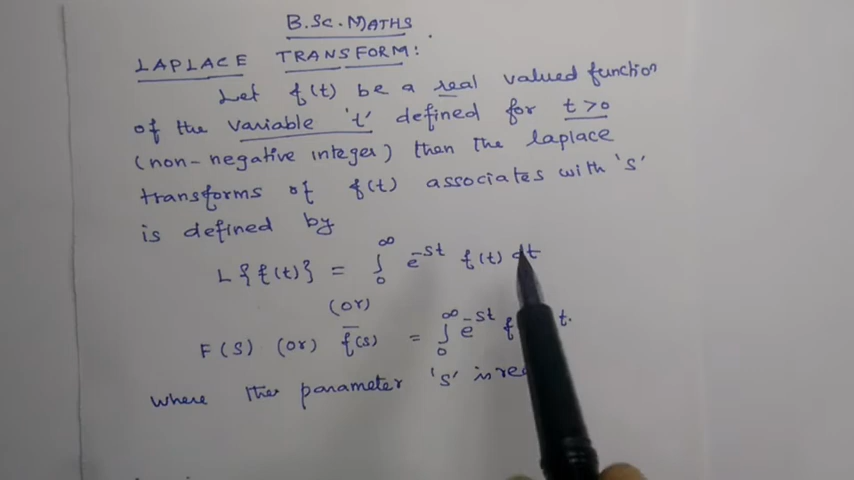 B.Sc. MATHS
LAPLACE TRANSFORM:
Let f(t) be a real valued function
of the variable 't' defined for t>0
(non-negative integer) then the laplace
transforms of f(t) associates with 's'
is defined by
L{f(t)} = ∫₀^∞ e^-st f(t) dt
(or)
F(S) (or) f̅(s) = ∫₀^∞ e^-st f t.
where the parameter 's' is